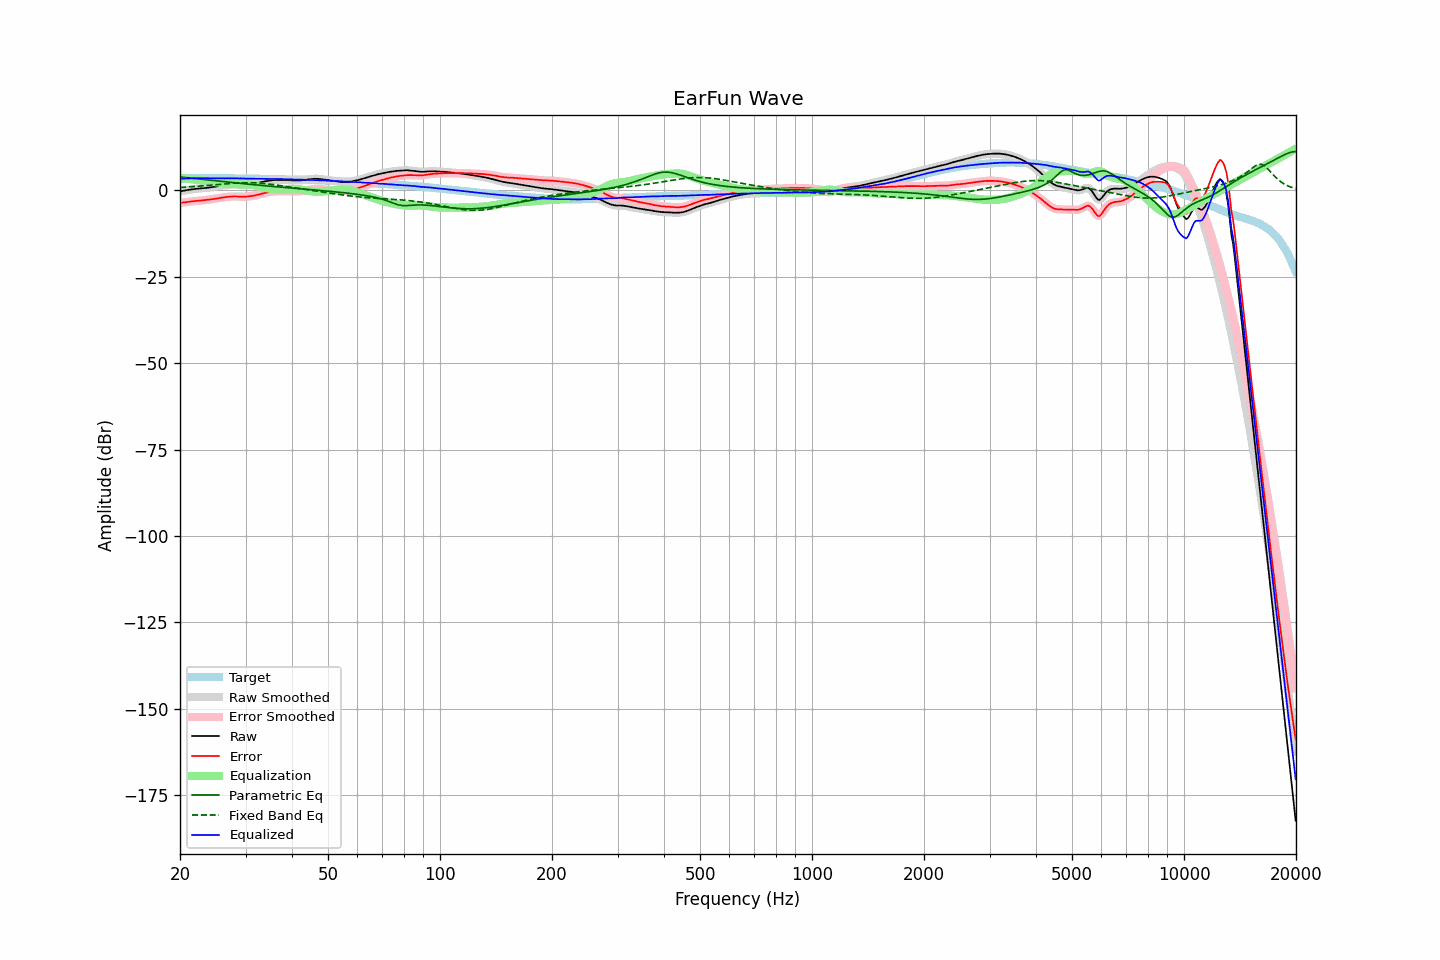 EarFun Wave
0
−25
−50
−75
−100
−125
−150
−175
Amplitude (dBr)
Target
Raw Smoothed
Error Smoothed
Raw
Error
Equalization
Parametric Eq
Fixed Band Eq
Equalized
20 50 100 200 500 1000 2000 5000 10000 20000
Frequency (Hz)